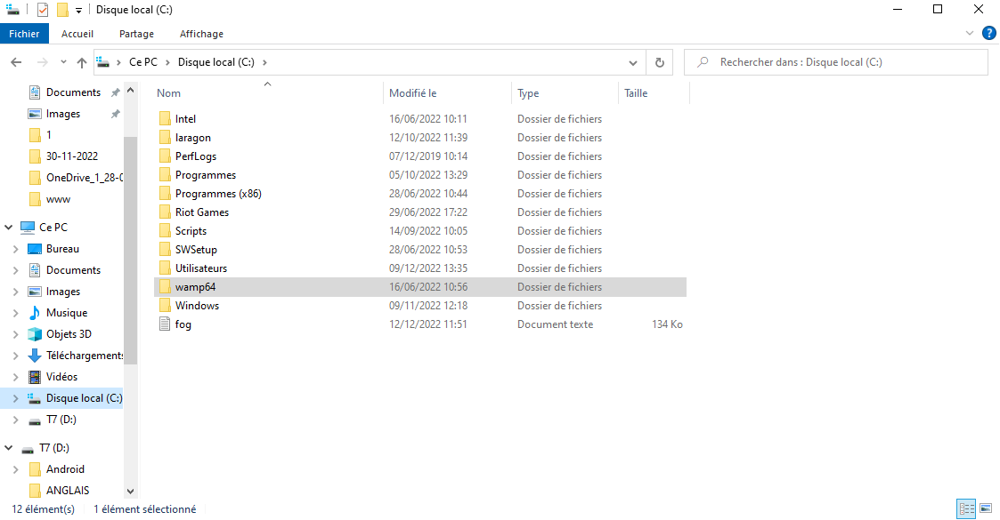 Disque local (C:)
Fichier Accueil Partage Affichage
Ce PC Disque local (C:) Rechercher dans : Disque local (C:)
Documents
Images
1
30-11-2022
OneDrive_1_28-0
www
Ce PC
Bureau
Documents
Images
Musique
Objets 3D
Téléchargements
Vidéos
Disque local (C:)
T7 (D:)
T7 (D:)
Android
ANGLAIS
Nom Modifié le Type Taille
Intel 16/06/2022 10:11 Dossier de fichiers
laragon 12/10/2022 11:39 Dossier de fichiers
PerfLogs 07/12/2019 10:14 Dossier de fichiers
Programmes 05/10/2022 13:29 Dossier de fichiers
Programmes (x86) 28/06/2022 10:44 Dossier de fichiers
Riot Games 29/06/2022 17:22 Dossier de fichiers
Scripts 14/09/2022 10:05 Dossier de fichiers
SWSetup 28/06/2022 10:53 Dossier de fichiers
Utilisateurs 09/12/2022 13:35 Dossier de fichiers
wamp64 16/06/2022 10:56 Dossier de fichiers
Windows 09/11/2022 12:18 Dossier de fichiers
fog 12/12/2022 11:51 Document texte 134 Ko
12 élément(s) 1 élément sélectionné